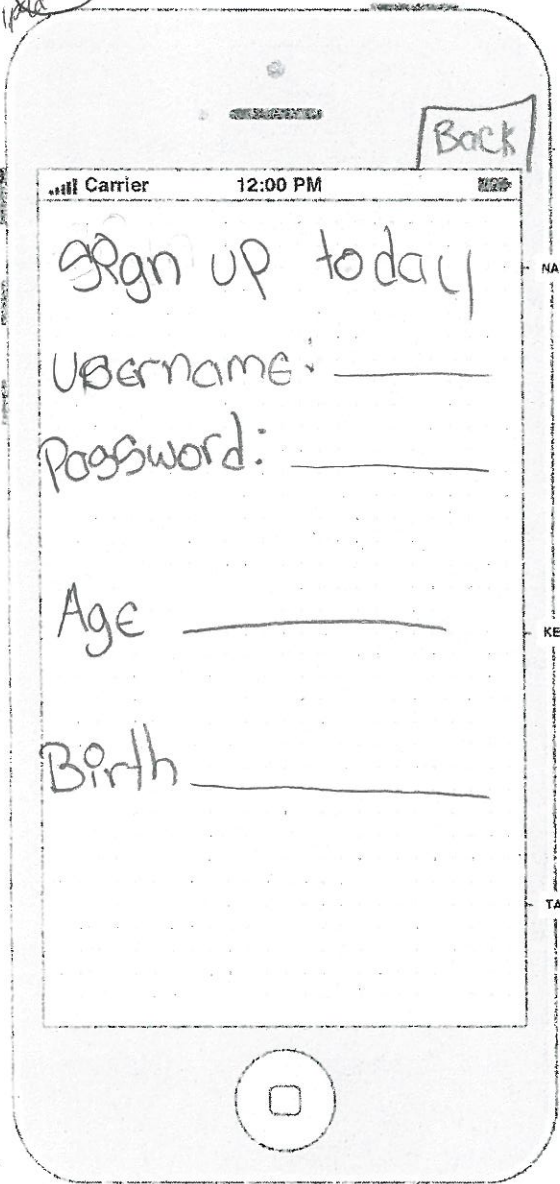 Back
Carrier 12:00 PM
Sign up today
NA
Username:
Password:
Age
KE
Birth
TA